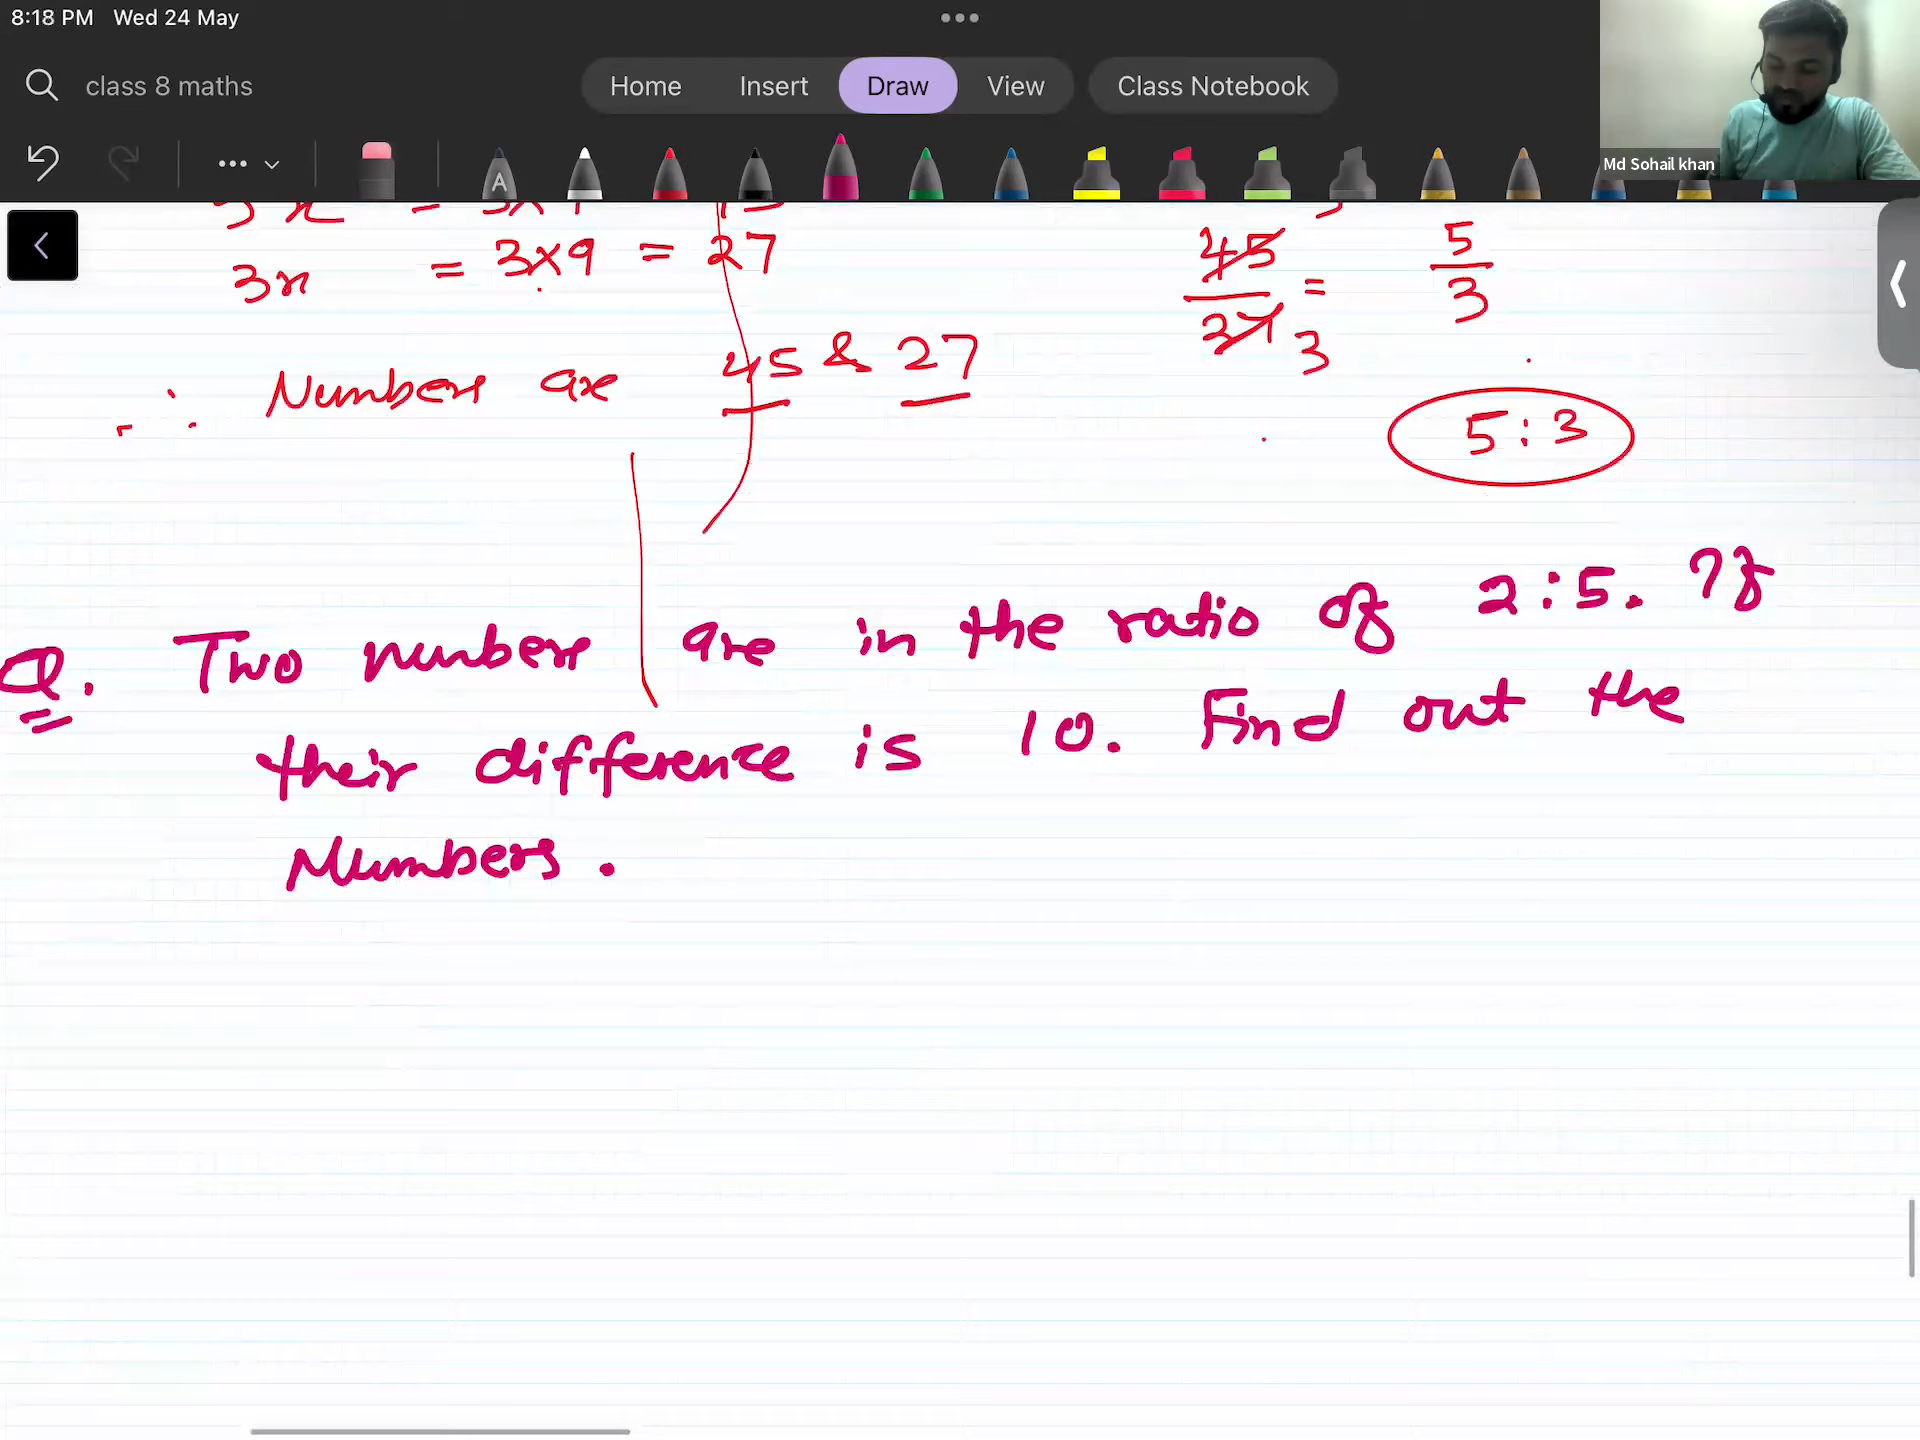 8:18 PM Wed 24 May
class 8 maths
Home Insert Draw View Class Notebook
A
Md Sohail khan
3x = 3×9 = 27
45/27 3 = 5/3
∴ Numbers are 45 & 27
5:3
Q. Two numbers are in the ratio of 2:5. If
their difference is 10. Find out the
Numbers.